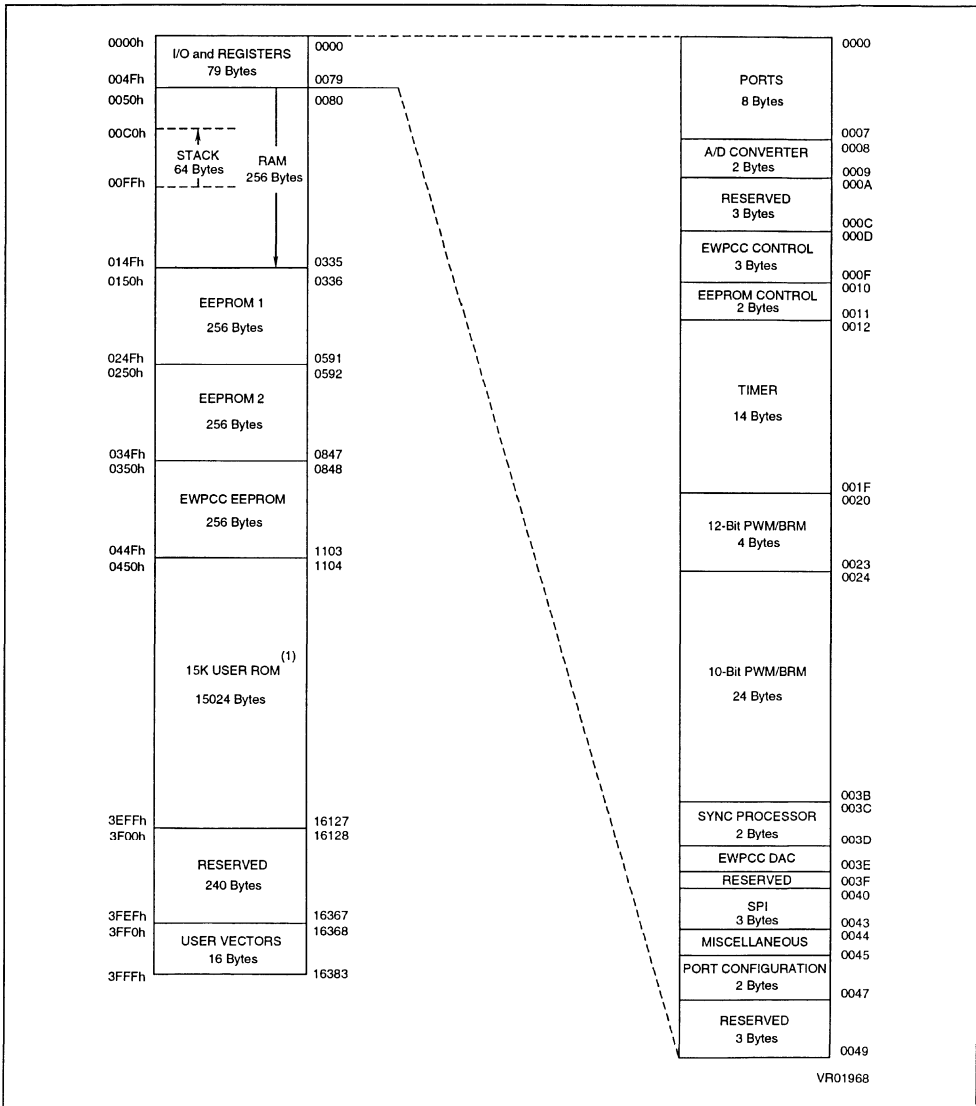 0000h
I/O and REGISTERS
79 Bytes
0000
004Fh
0079
0050h
0080
00C0h
STACK
64 Bytes
RAM
256 Bytes
00FFh
014Fh
0335
0150h
0336
EEPROM 1
256 Bytes
024Fh
0591
0250h
0592
EEPROM 2
256 Bytes
034Fh
0847
0350h
0848
EWPCC EEPROM
256 Bytes
044Fh
1103
0450h
1104
15K USER ROM (1)
15024 Bytes
3EFFh
16127
3F00h
16128
RESERVED
240 Bytes
3FEFh
16367
3FF0h
16368
USER VECTORS
16 Bytes
3FFFh
16383
0000
PORTS
8 Bytes
0007
0008
A/D CONVERTER
2 Bytes
0009
000A
RESERVED
3 Bytes
000C
000D
EWPCC CONTROL
3 Bytes
000F
0010
EEPROM CONTROL
2 Bytes
0011
0012
TIMER
14 Bytes
001F
0020
12-Bit PWM/BRM
4 Bytes
0023
0024
10-Bit PWM/BRM
24 Bytes
003B
003C
SYNC PROCESSOR
2 Bytes
003D
EWPCC DAC
003E
RESERVED
003F
0040
SPI
3 Bytes
0043
0044
MISCELLANEOUS
0045
PORT CONFIGURATION
2 Bytes
0047
RESERVED
3 Bytes
0049
VR01968